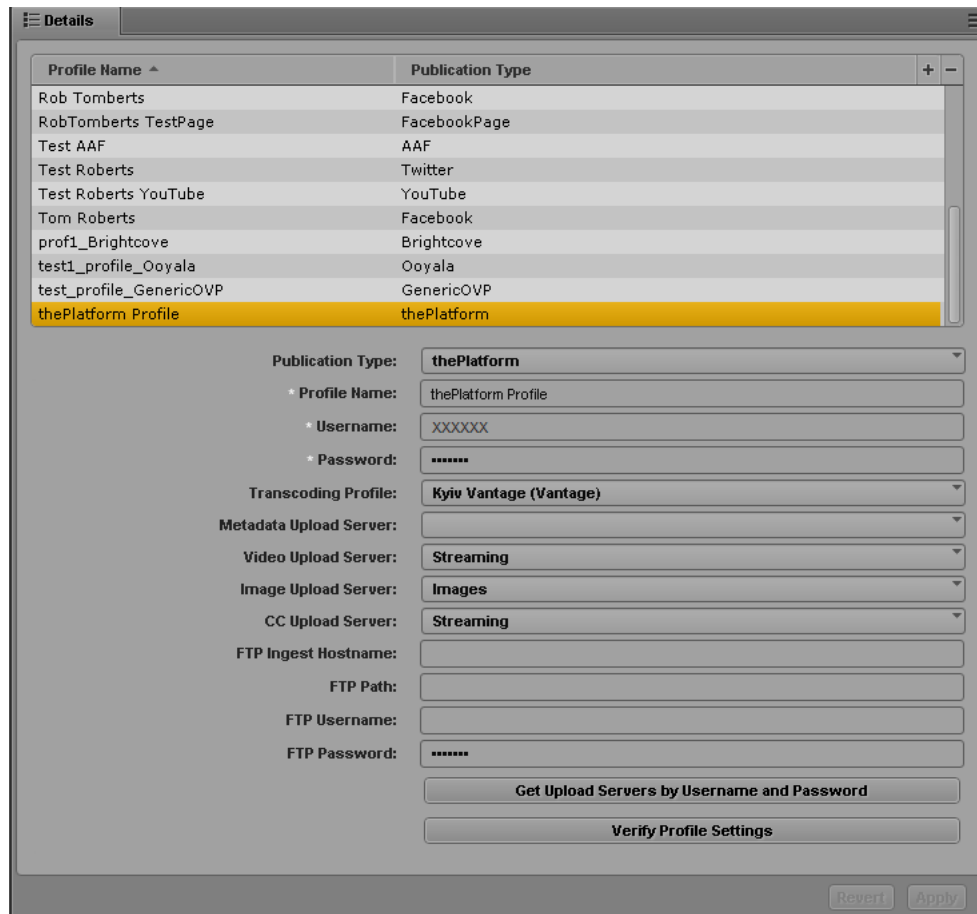 Details
Profile Name Publication Type + −
Rob Tomberts Facebook
RobTomberts TestPage FacebookPage
Test AAF AAF
Test Roberts Twitter
Test Roberts YouTube YouTube
Tom Roberts Facebook
prof1_Brightcove Brightcove
test1_profile_Ooyala Ooyala
test_profile_GenericOVP GenericOVP
thePlatform Profile thePlatform
Publication Type: thePlatform
* Profile Name: thePlatform Profile
* Username: XXXXXX
* Password: •••••••
Transcoding Profile: Kyiv Vantage (Vantage)
Metadata Upload Server:
Video Upload Server: Streaming
Image Upload Server: Images
CC Upload Server: Streaming
FTP Ingest Hostname:
FTP Path:
FTP Username:
FTP Password: •••••••
Get Upload Servers by Username and Password
Verify Profile Settings
Revert Apply